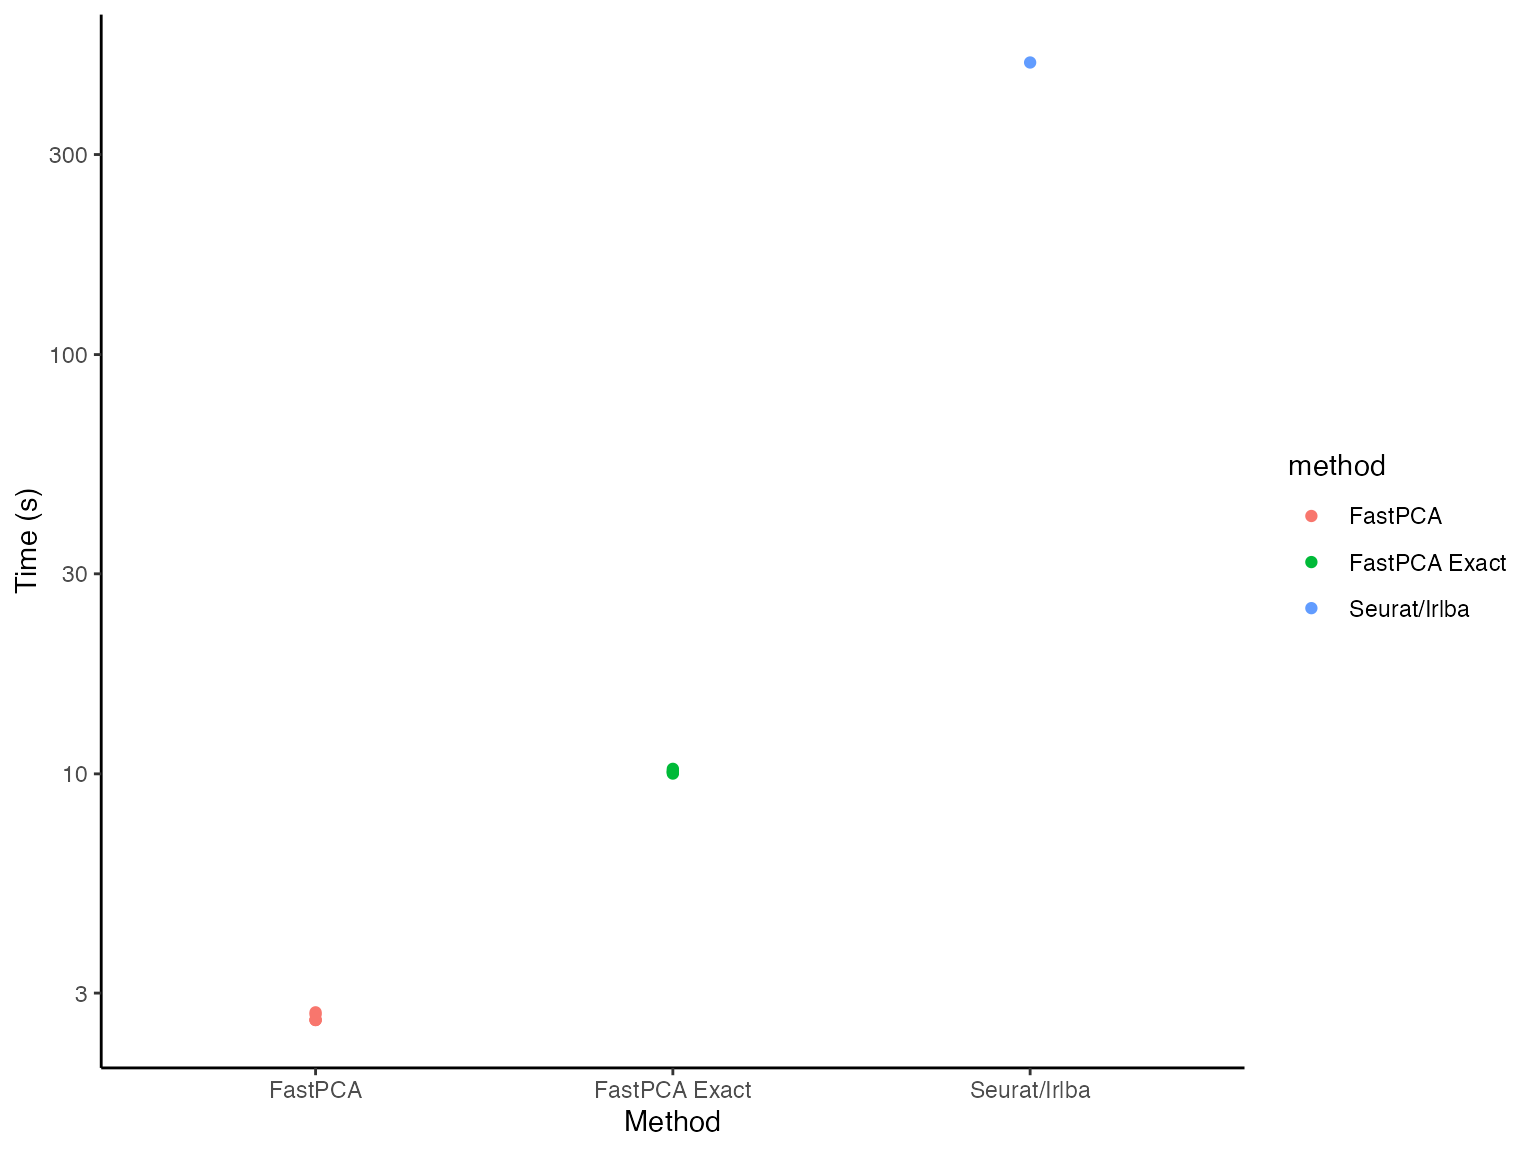 300
100
30
10
3
Time (s)
FastPCA
FastPCA Exact
Seurat/Irlba
Method
method
FastPCA
FastPCA Exact
Seurat/Irlba